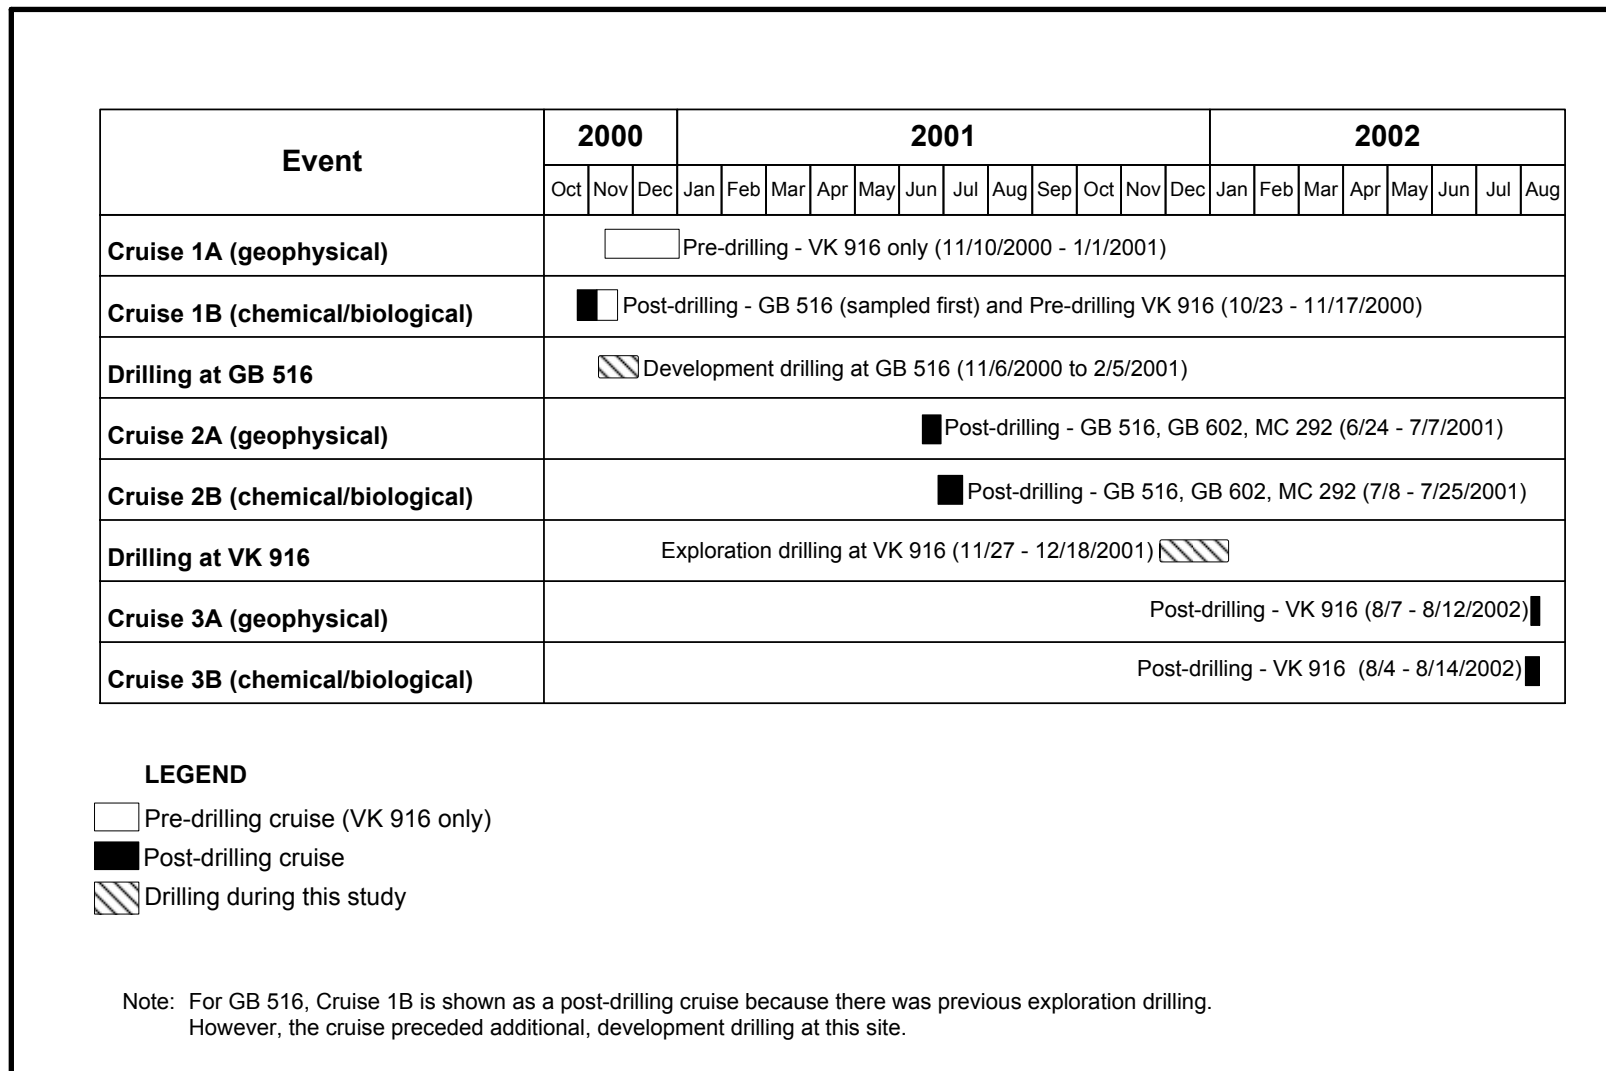 Event
2000 2001 2002
Oct Nov Dec Jan Feb Mar Apr May Jun Jul Aug Sep Oct Nov Dec Jan Feb Mar Apr May Jun Jul Aug
Cruise 1A (geophysical) Pre-drilling - VK 916 only (11/10/2000 - 1/1/2001)
Cruise 1B (chemical/biological) Post-drilling - GB 516 (sampled first) and Pre-drilling VK 916 (10/23 - 11/17/2000)
Drilling at GB 516 Development drilling at GB 516 (11/6/2000 to 2/5/2001)
Cruise 2A (geophysical) Post-drilling - GB 516, GB 602, MC 292 (6/24 - 7/7/2001)
Cruise 2B (chemical/biological) Post-drilling - GB 516, GB 602, MC 292 (7/8 - 7/25/2001)
Drilling at VK 916 Exploration drilling at VK 916 (11/27 - 12/18/2001)
Cruise 3A (geophysical) Post-drilling - VK 916 (8/7 - 8/12/2002)
Cruise 3B (chemical/biological) Post-drilling - VK 916 (8/4 - 8/14/2002)
LEGEND
Pre-drilling cruise (VK 916 only)
Post-drilling cruise
Drilling during this study
Note: For GB 516, Cruise 1B is shown as a post-drilling cruise because there was previous exploration drilling.
However, the cruise preceded additional, development drilling at this site.